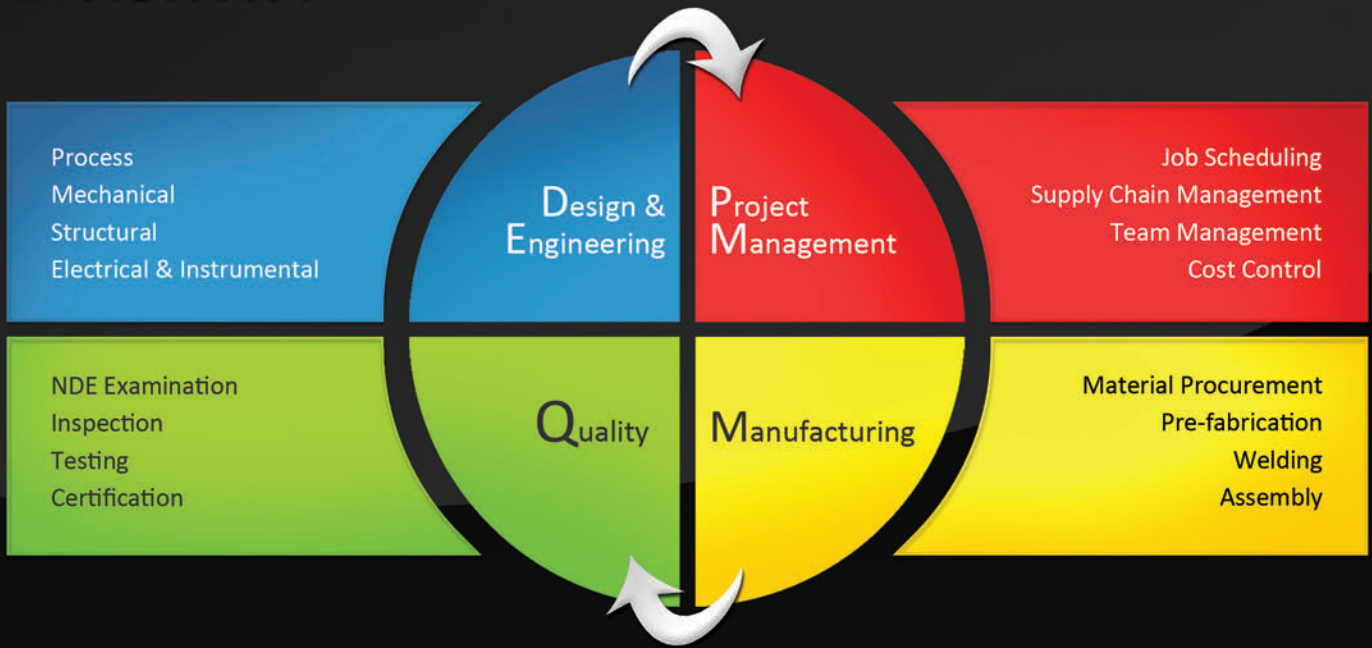 Process
Mechanical
Structural
Electrical & Instrumental
Design &
Engineering
Project
Management
Job Scheduling
Supply Chain Management
Team Management
Cost Control
NDE Examination
Inspection
Testing
Certification
Quality
Manufacturing
Material Procurement
Pre-fabrication
Welding
Assembly